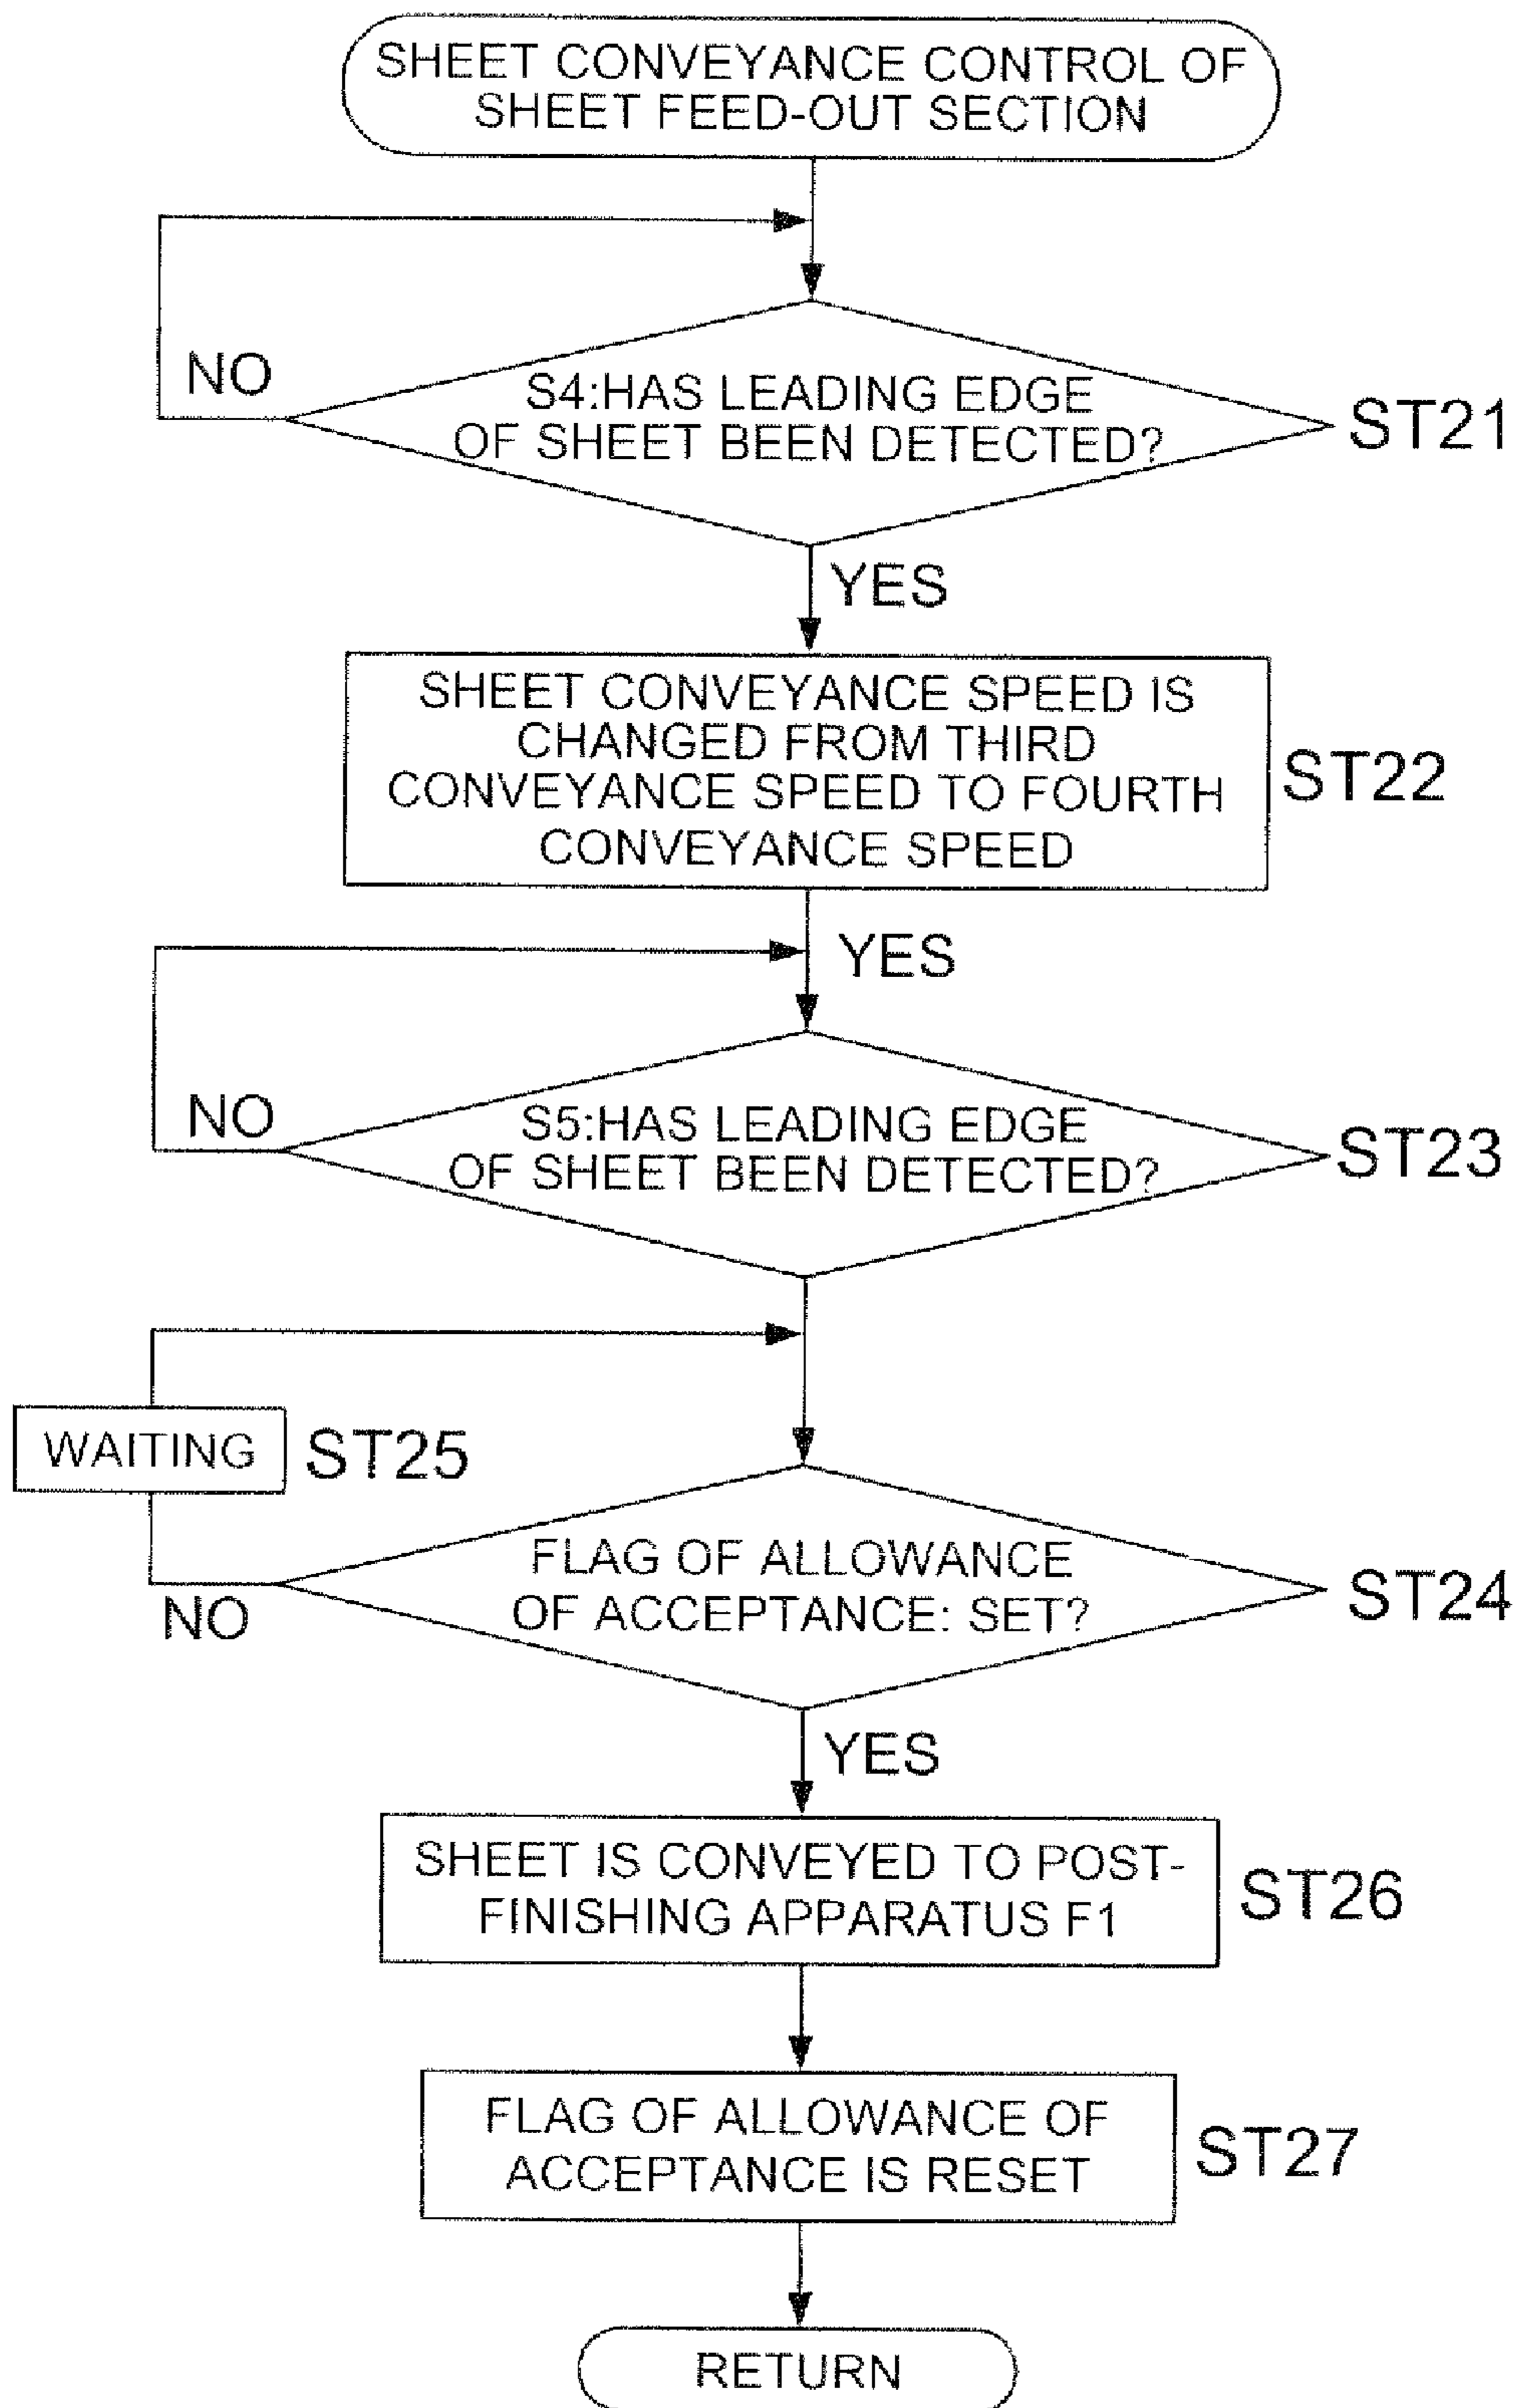 SHEET CONVEYANCE CONTROL OF
SHEET FEED-OUT SECTION
NO
S4:HAS LEADING EDGE
OF SHEET BEEN DETECTED?
ST21
YES
SHEET CONVEYANCE SPEED IS
CHANGED FROM THIRD
CONVEYANCE SPEED TO FOURTH
CONVEYANCE SPEED
ST22
YES
NO
S5:HAS LEADING EDGE
OF SHEET BEEN DETECTED?
ST23
WAITING
ST25
FLAG OF ALLOWANCE
OF ACCEPTANCE: SET?
ST24
NO
YES
SHEET IS CONVEYED TO POST-
FINISHING APPARATUS F1
ST26
FLAG OF ALLOWANCE OF
ACCEPTANCE IS RESET
ST27
RETURN